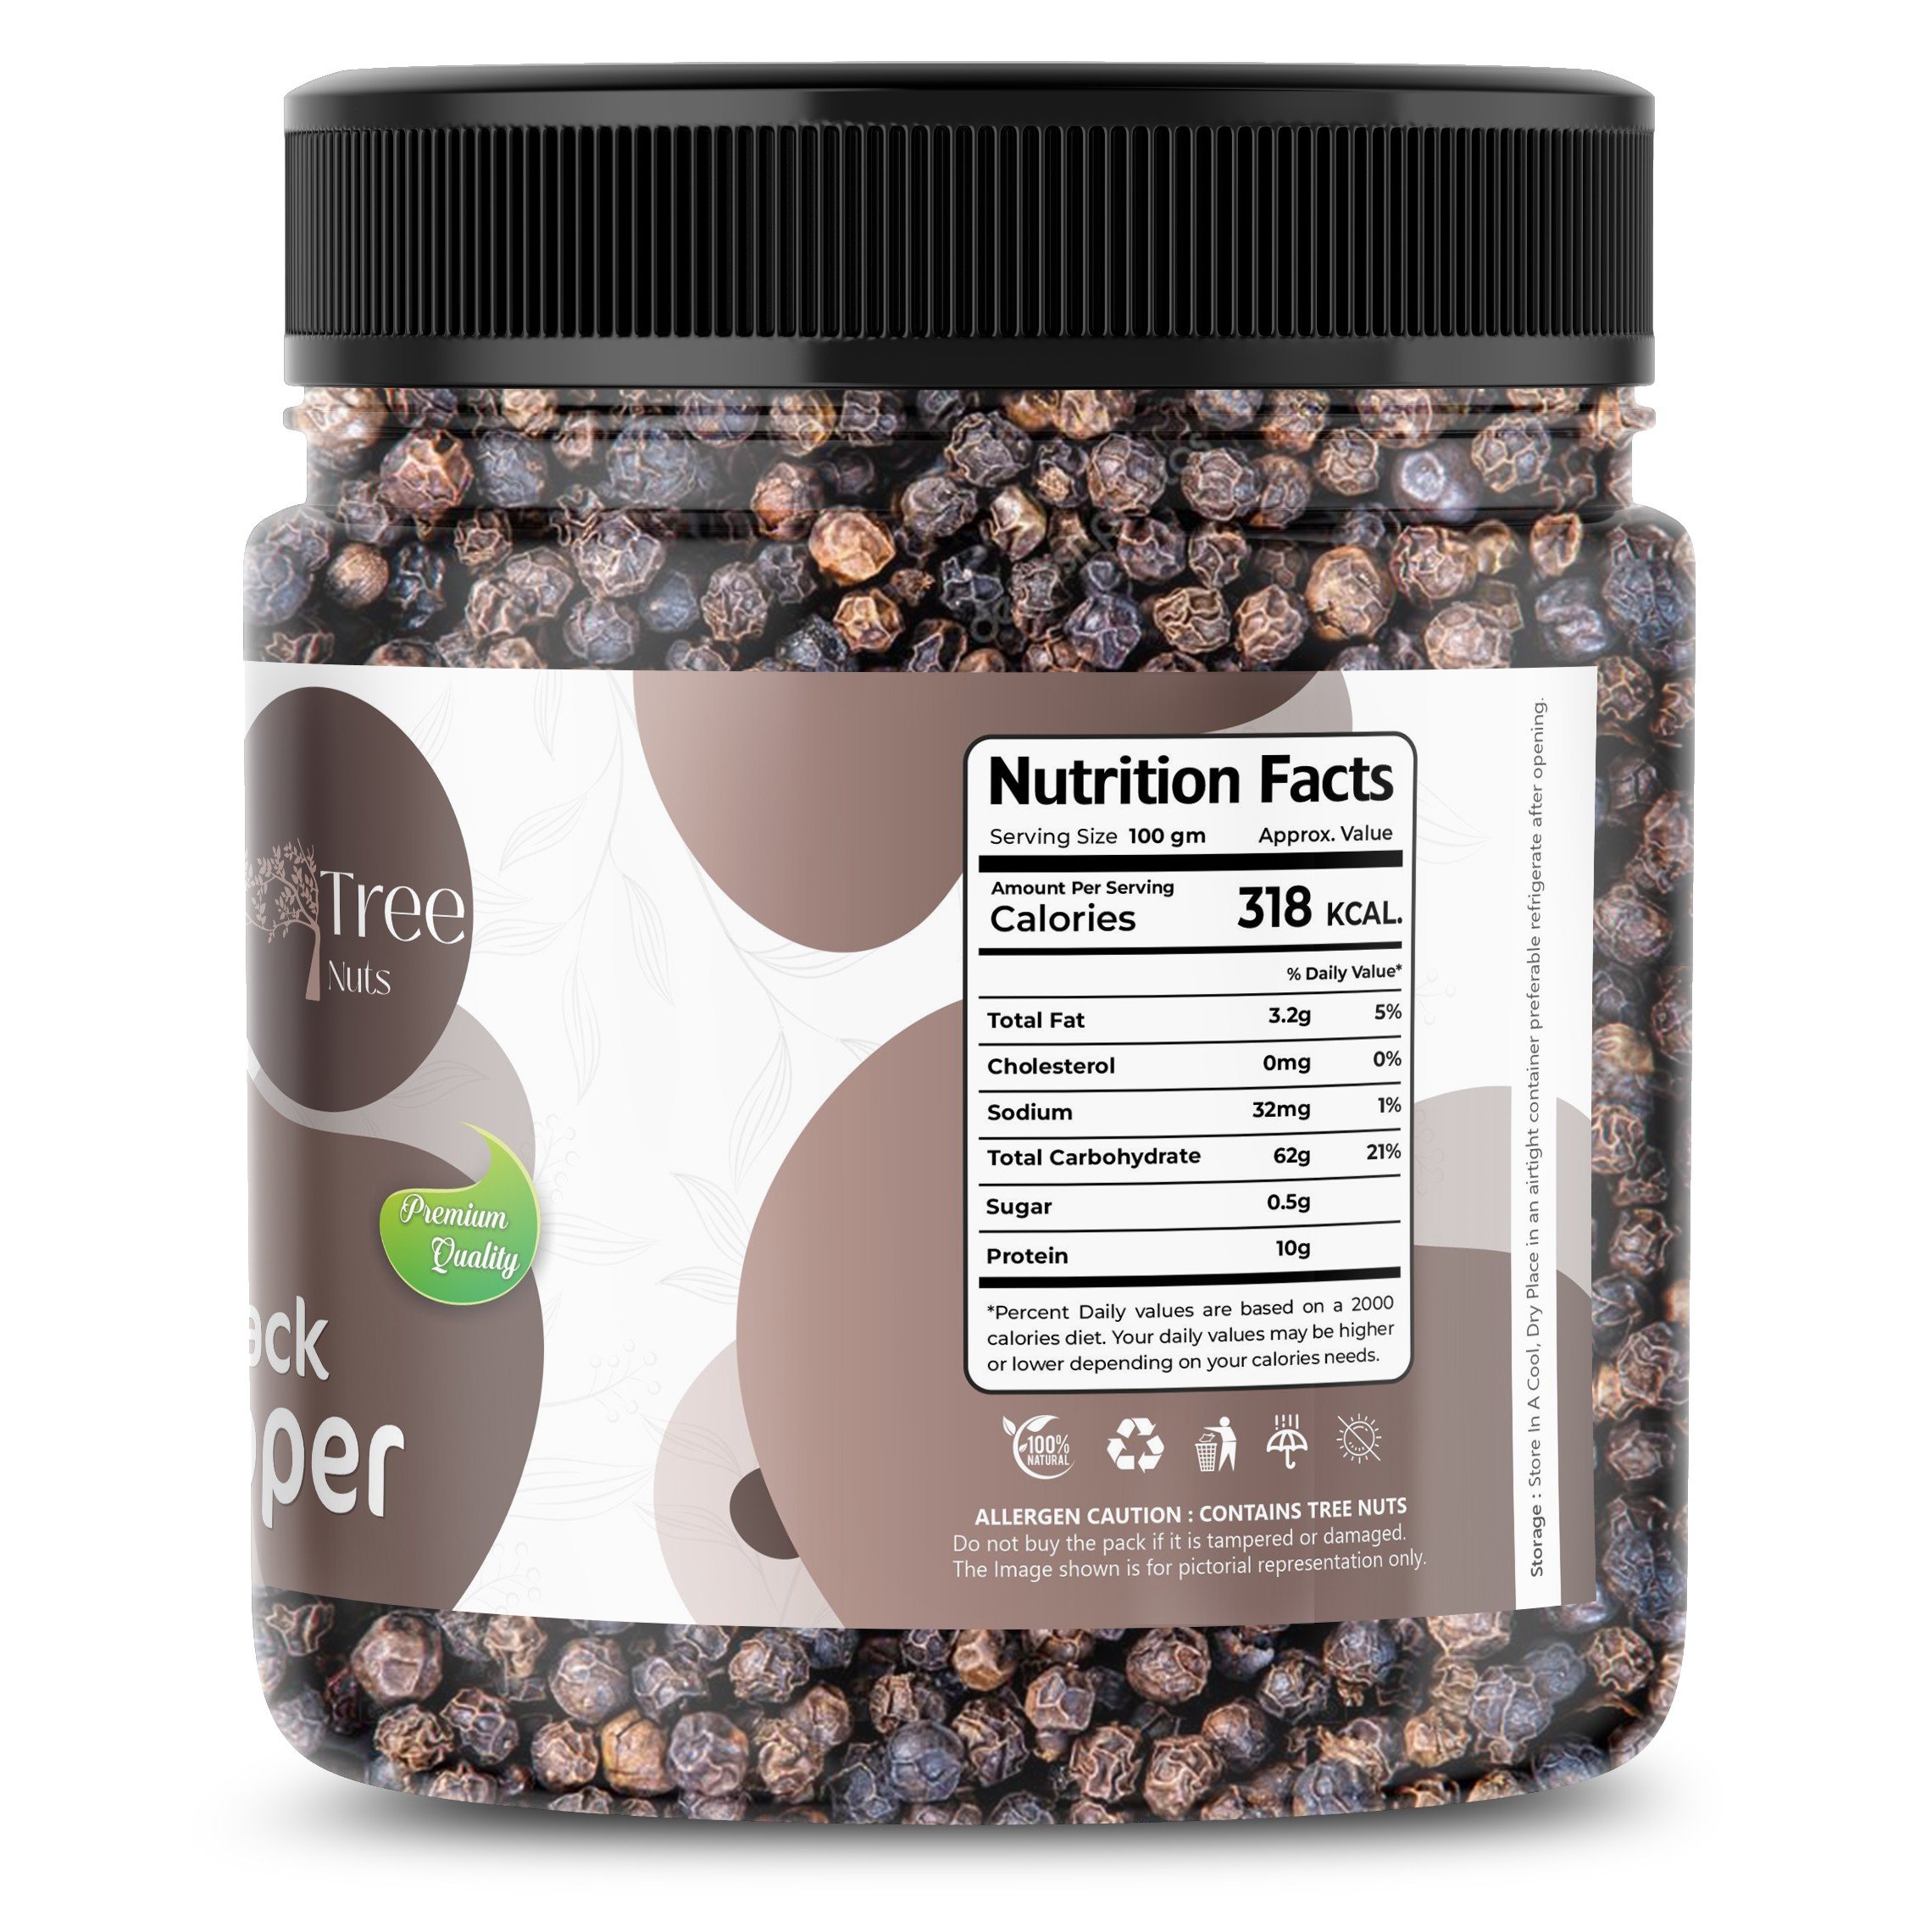 Tree
Nuts
Premium
Quality
ack
per
Nutrition Facts
Serving Size 100 gm Approx. Value
Amount Per Serving
Calories 318 KCAL.
% Daily Value*
Total Fat 3.2g 5%
Cholesterol 0mg 0%
Sodium 32mg 1%
Total Carbohydrate 62g 21%
Sugar 0.5g
Protein 10g
*Percent Daily values are based on a 2000
calories diet. Your daily values may be higher
or lower depending on your calories needs.
100%
NATURAL
ALLERGEN CAUTION : CONTAINS TREE NUTS
Do not buy the pack if it is tampered or damaged.
The Image shown is for pictorial representation only.
Storage : Store In A Cool, Dry Place in an airtight container preferable refrigerate after opening.